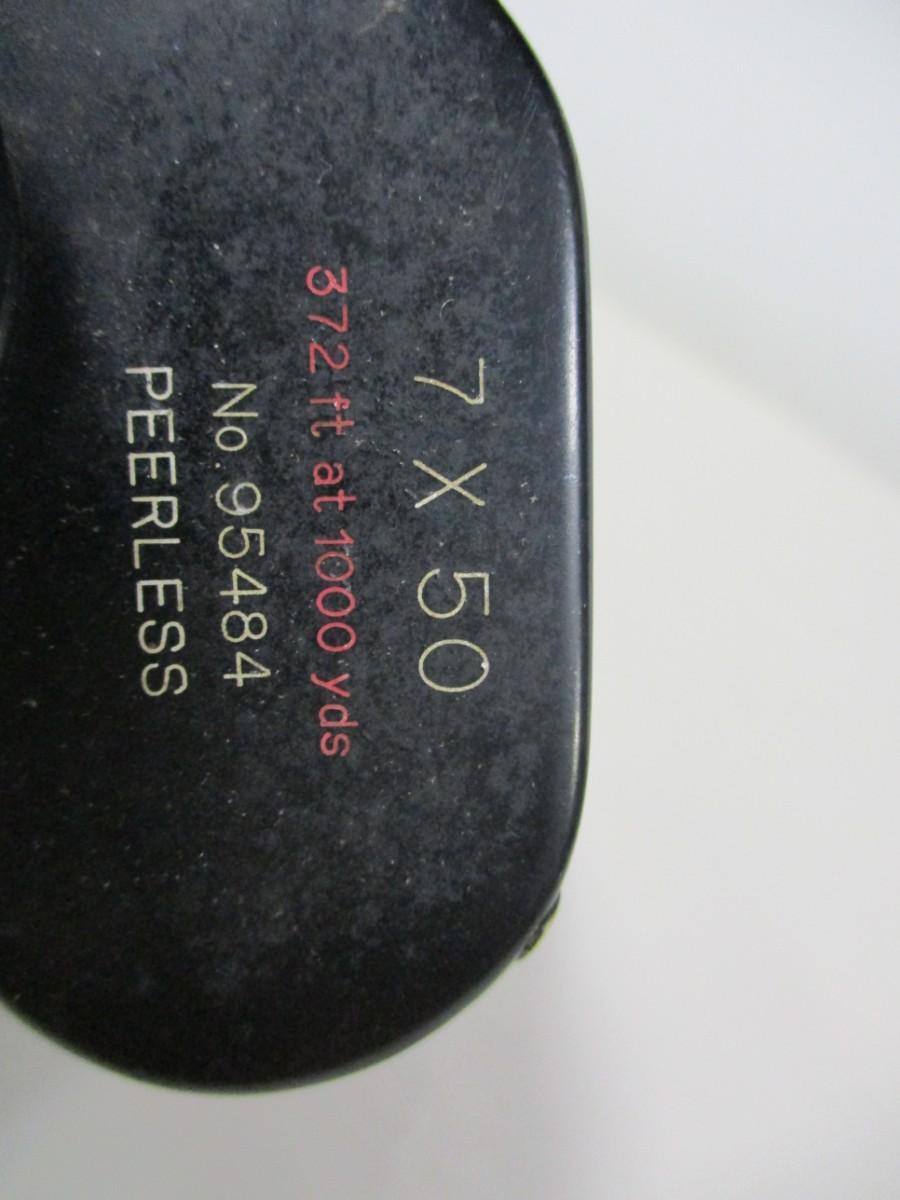 7 X 50
372 ft at 1000 yds
No. 95484
PEERLESS